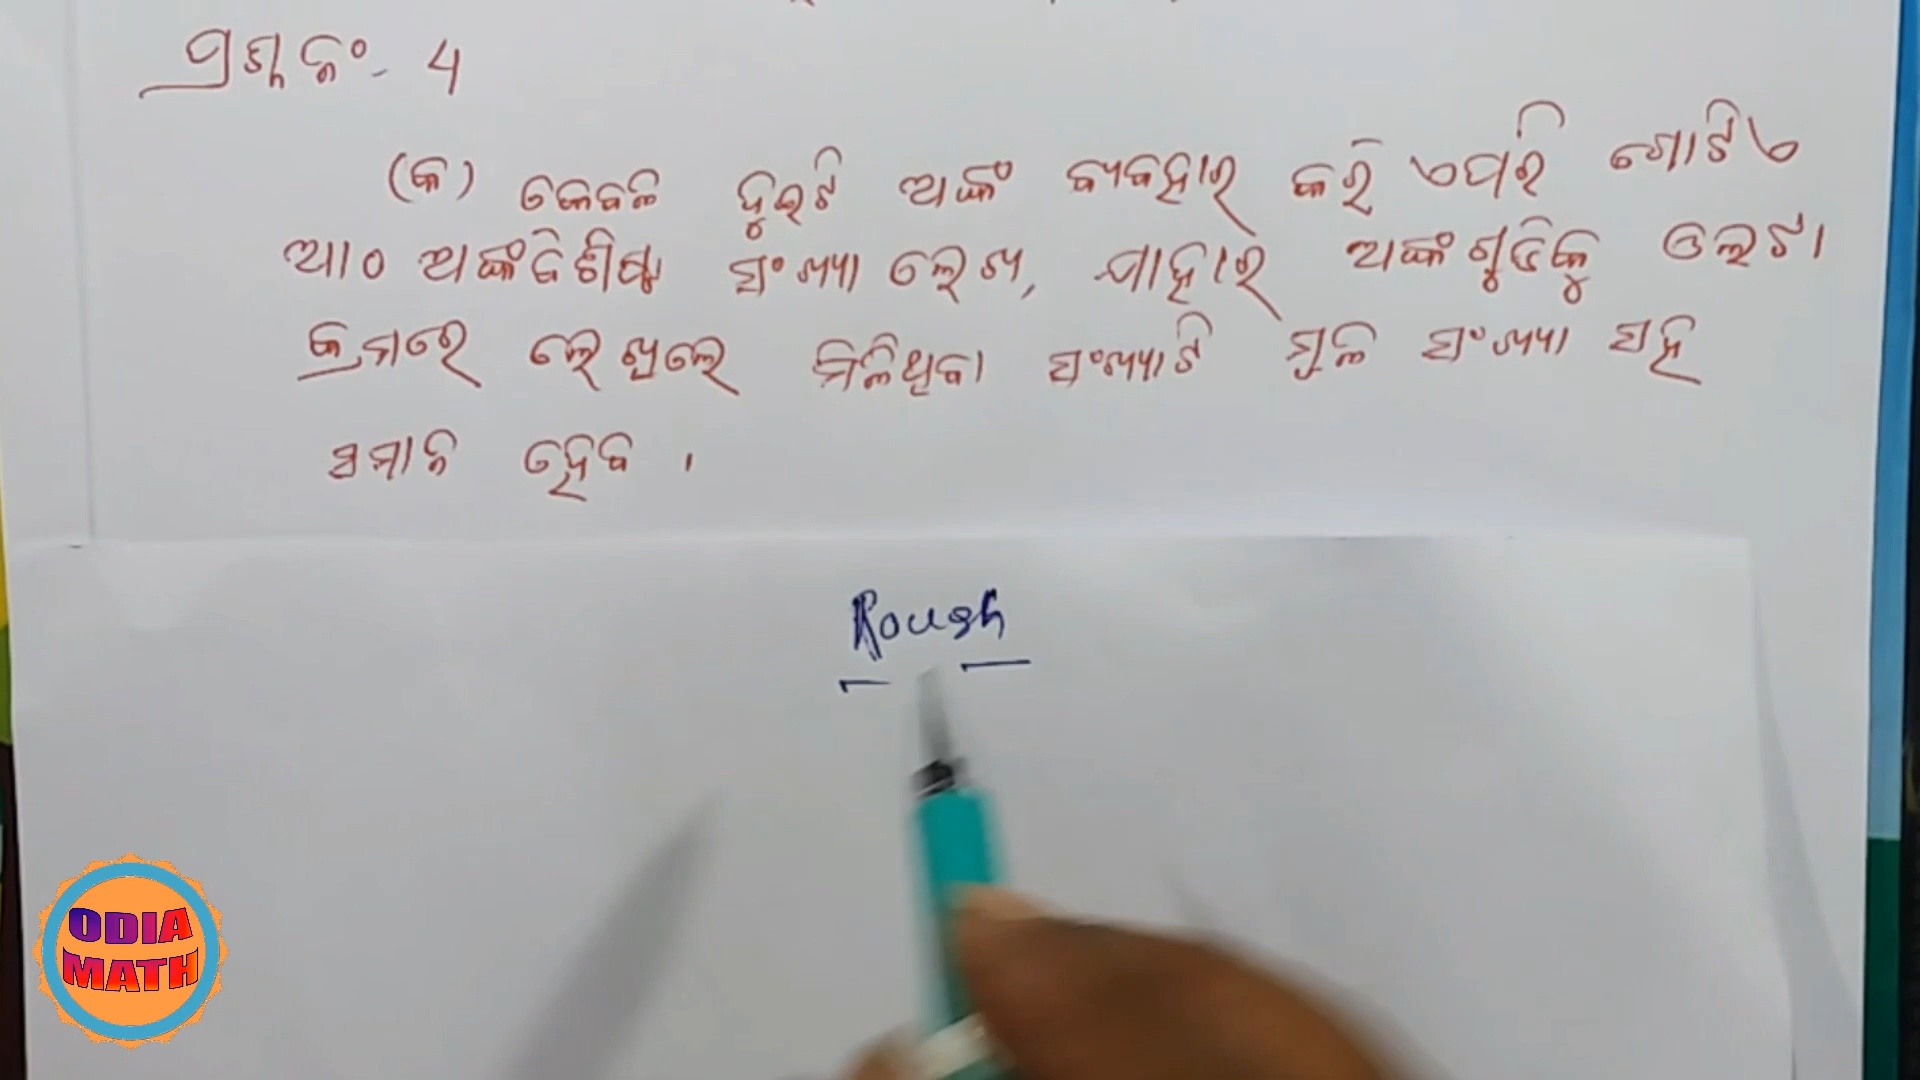 ପ୍ରଶ୍ନ ନଂ- 4
(କ) କେବଳ ଦୁଇଟି ଅଙ୍କ ବ୍ୟବହାର କରି ଏପରି ଗୋଟିଏ
ଆଠ ଅଙ୍କବିଶିଷ୍ଟ ସଂଖ୍ୟା ଲେଖ, ଯାହାର ଅଙ୍କଗୁଡିକୁ ଓଲଟା
କ୍ରମରେ ଲେଖିଲେ ମିଳିଥିବା ସଂଖ୍ୟାଟି ମୂଳ ସଂଖ୍ୟା ସହ
ସମାନ ହେବ ।
Rough
ODIA
MATH